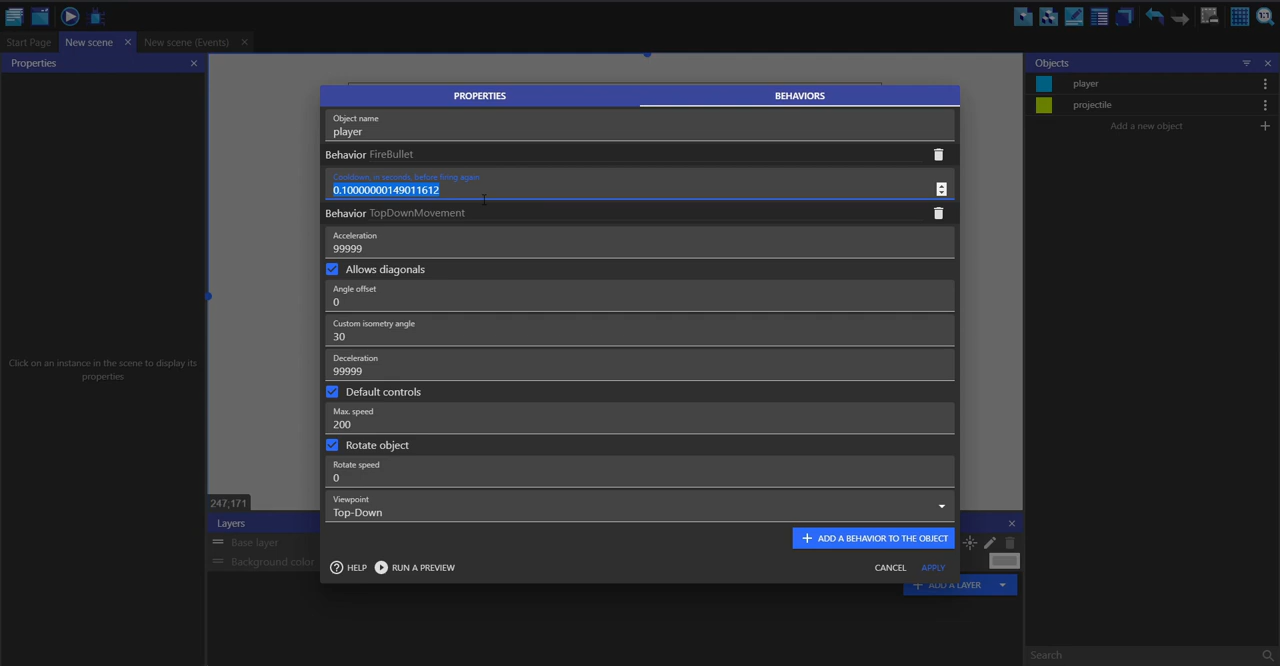 Start Page
New scene
New scene (Events)
Properties
Click on an instance in the scene to display its
properties
PROPERTIES
BEHAVIORS
Object name
player
Behavior FireBullet
Cooldown, in seconds, before firing again
0.10000000149011612
Behavior TopDownMovement
Acceleration
99999
Allows diagonals
Angle offset
0
Custom isometry angle
30
Deceleration
99999
Default controls
Max. speed
200
Rotate object
Rotate speed
0
Viewpoint
Top-Down
ADD A BEHAVIOR TO THE OBJECT
HELP
RUN A PREVIEW
CANCEL
APPLY
247;171
Layers
Base layer
Background color
ADD A LAYER
Objects
player
projectile
Add a new object
Search
1:1